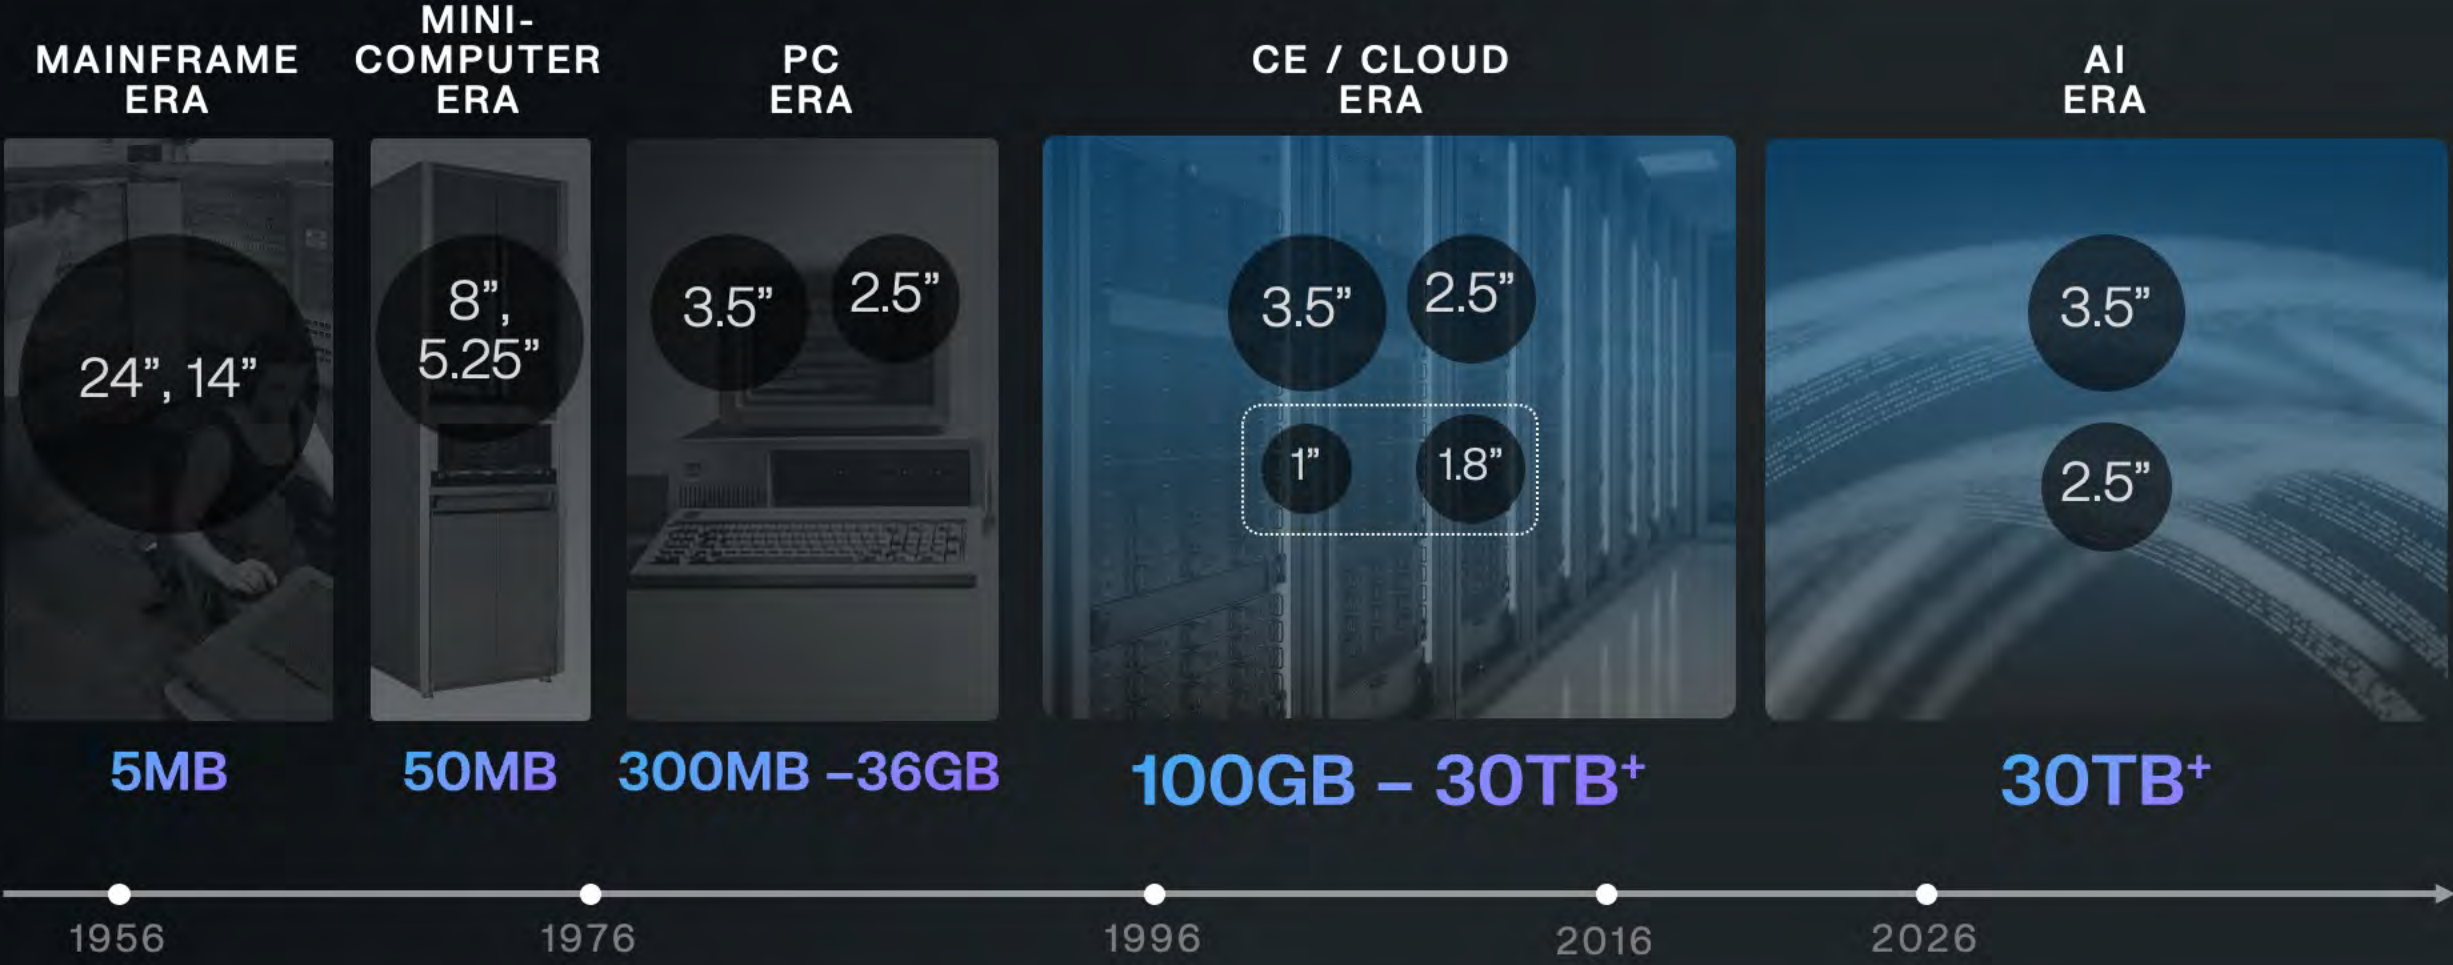 MAINFRAME
ERA
MINI-
COMPUTER
ERA
PC
ERA
CE / CLOUD
ERA
AI
ERA
24”, 14”
8”,
5.25”
3.5”
2.5”
3.5”
2.5”
1”
1.8”
3.5”
2.5”
5MB
50MB
300MB –36GB
100GB – 30TB+
30TB+
1956
1976
1996
2016
2026